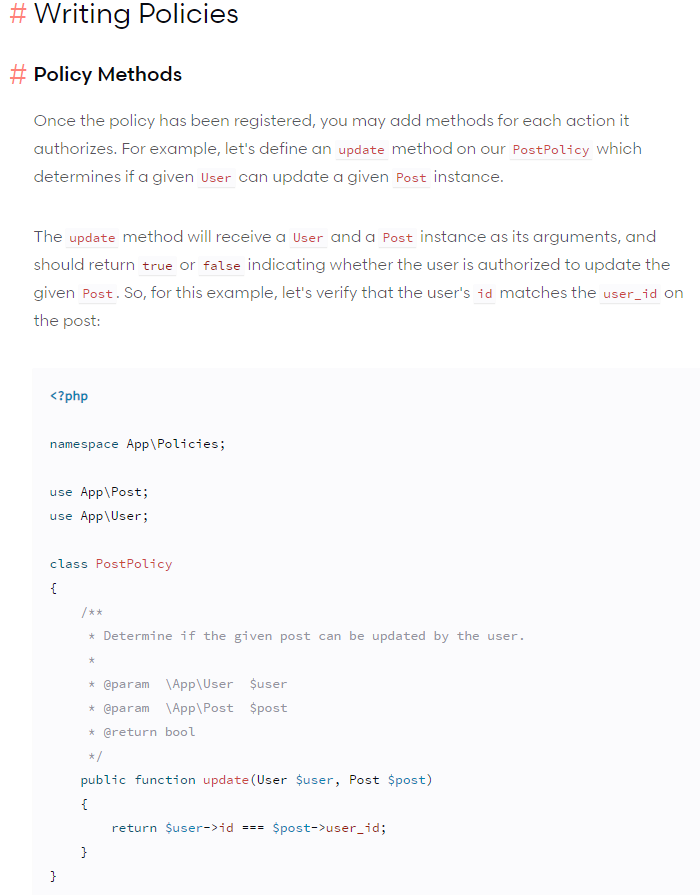 # Writing Policies
# Policy Methods
Once the policy has been registered, you may add methods for each action it
authorizes. For example, let's define an update method on our PostPolicy which
determines if a given User can update a given Post instance.
The update method will receive a User and a Post instance as its arguments, and
should return true or false indicating whether the user is authorized to update the
given Post. So, for this example, let's verify that the user's id matches the user_id on
the post:
<?php
namespace App\Policies;
use App\Post;
use App\User;
class PostPolicy
{
    /**
     * Determine if the given post can be updated by the user.
     *
     * @param  \App\User  $user
     * @param  \App\Post  $post
     * @return bool
     */
    public function update(User $user, Post $post)
    {
        return $user->id === $post->user_id;
    }
}